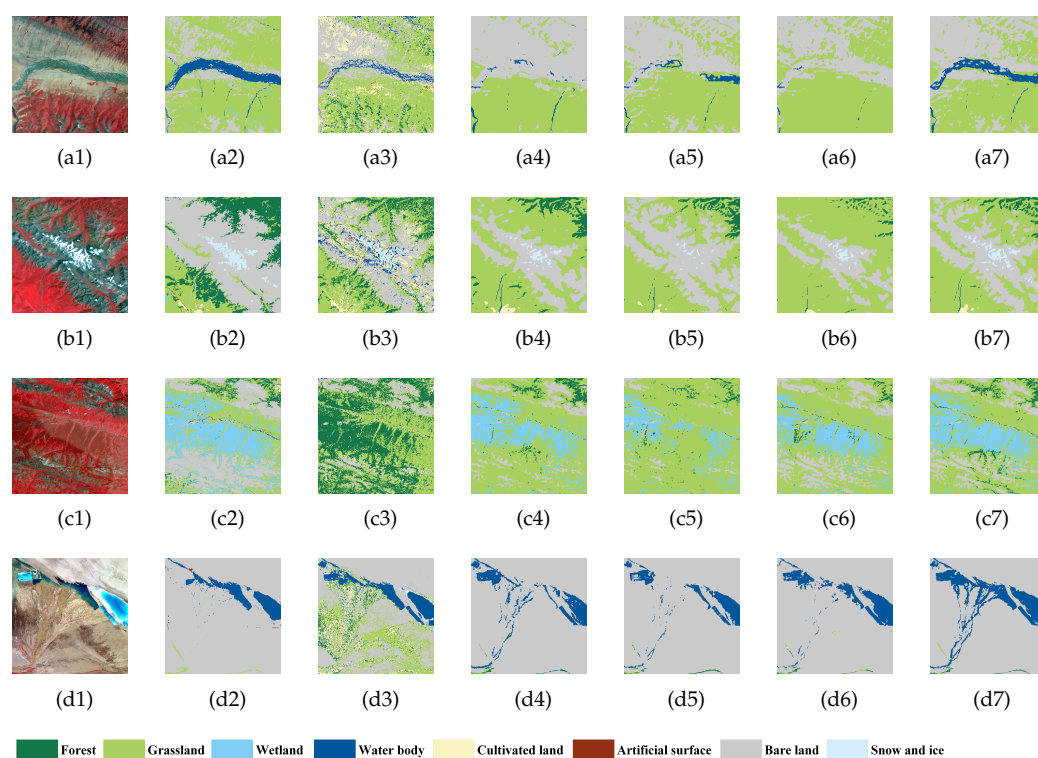 (a1) (a2) (a3) (a4) (a5) (a6) (a7)
(b1) (b2) (b3) (b4) (b5) (b6) (b7)
(c1) (c2) (c3) (c4) (c5) (c6) (c7)
(d1) (d2) (d3) (d4) (d5) (d6) (d7)
Forest Grassland Wetland Water body Cultivated land Artificial surface Bare land Snow and ice